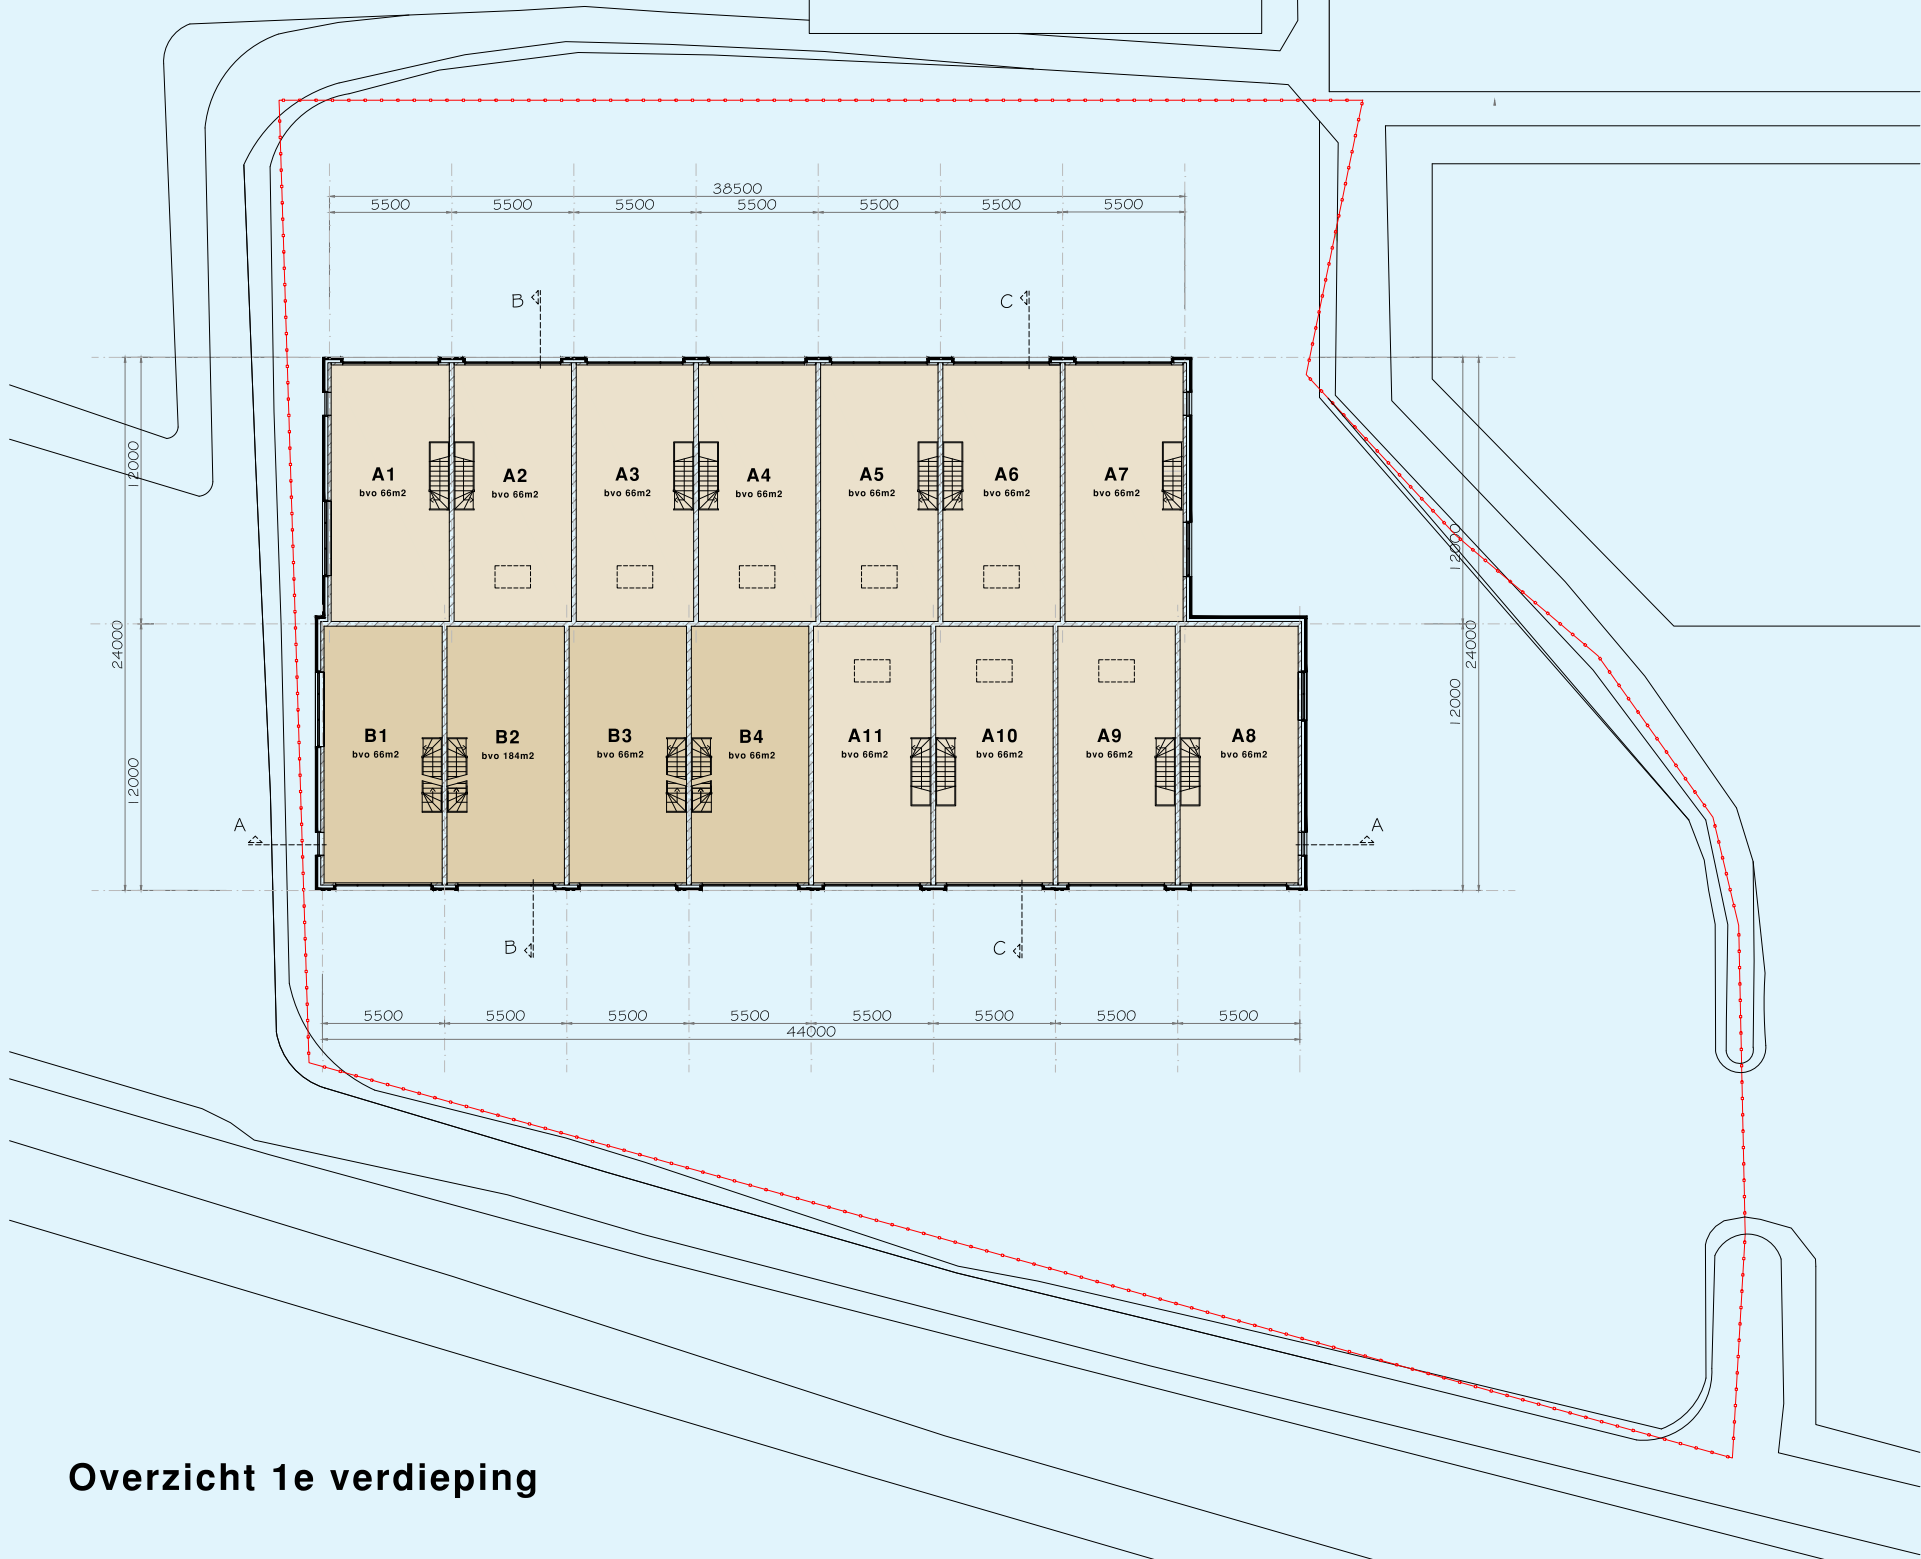 38500
5500 5500 5500 5500 5500 5500 5500
B C
12000
24000
12000
12000
24000
12000
A1
bvo 66m2
A2
bvo 66m2
A3
bvo 66m2
A4
bvo 66m2
A5
bvo 66m2
A6
bvo 66m2
A7
bvo 66m2
B1
bvo 66m2
B2
bvo 184m2
B3
bvo 66m2
B4
bvo 66m2
A11
bvo 66m2
A10
bvo 66m2
A9
bvo 66m2
A8
bvo 66m2
A A
B C
5500 5500 5500 5500 5500 5500 5500 5500
44000
Overzicht 1e verdieping